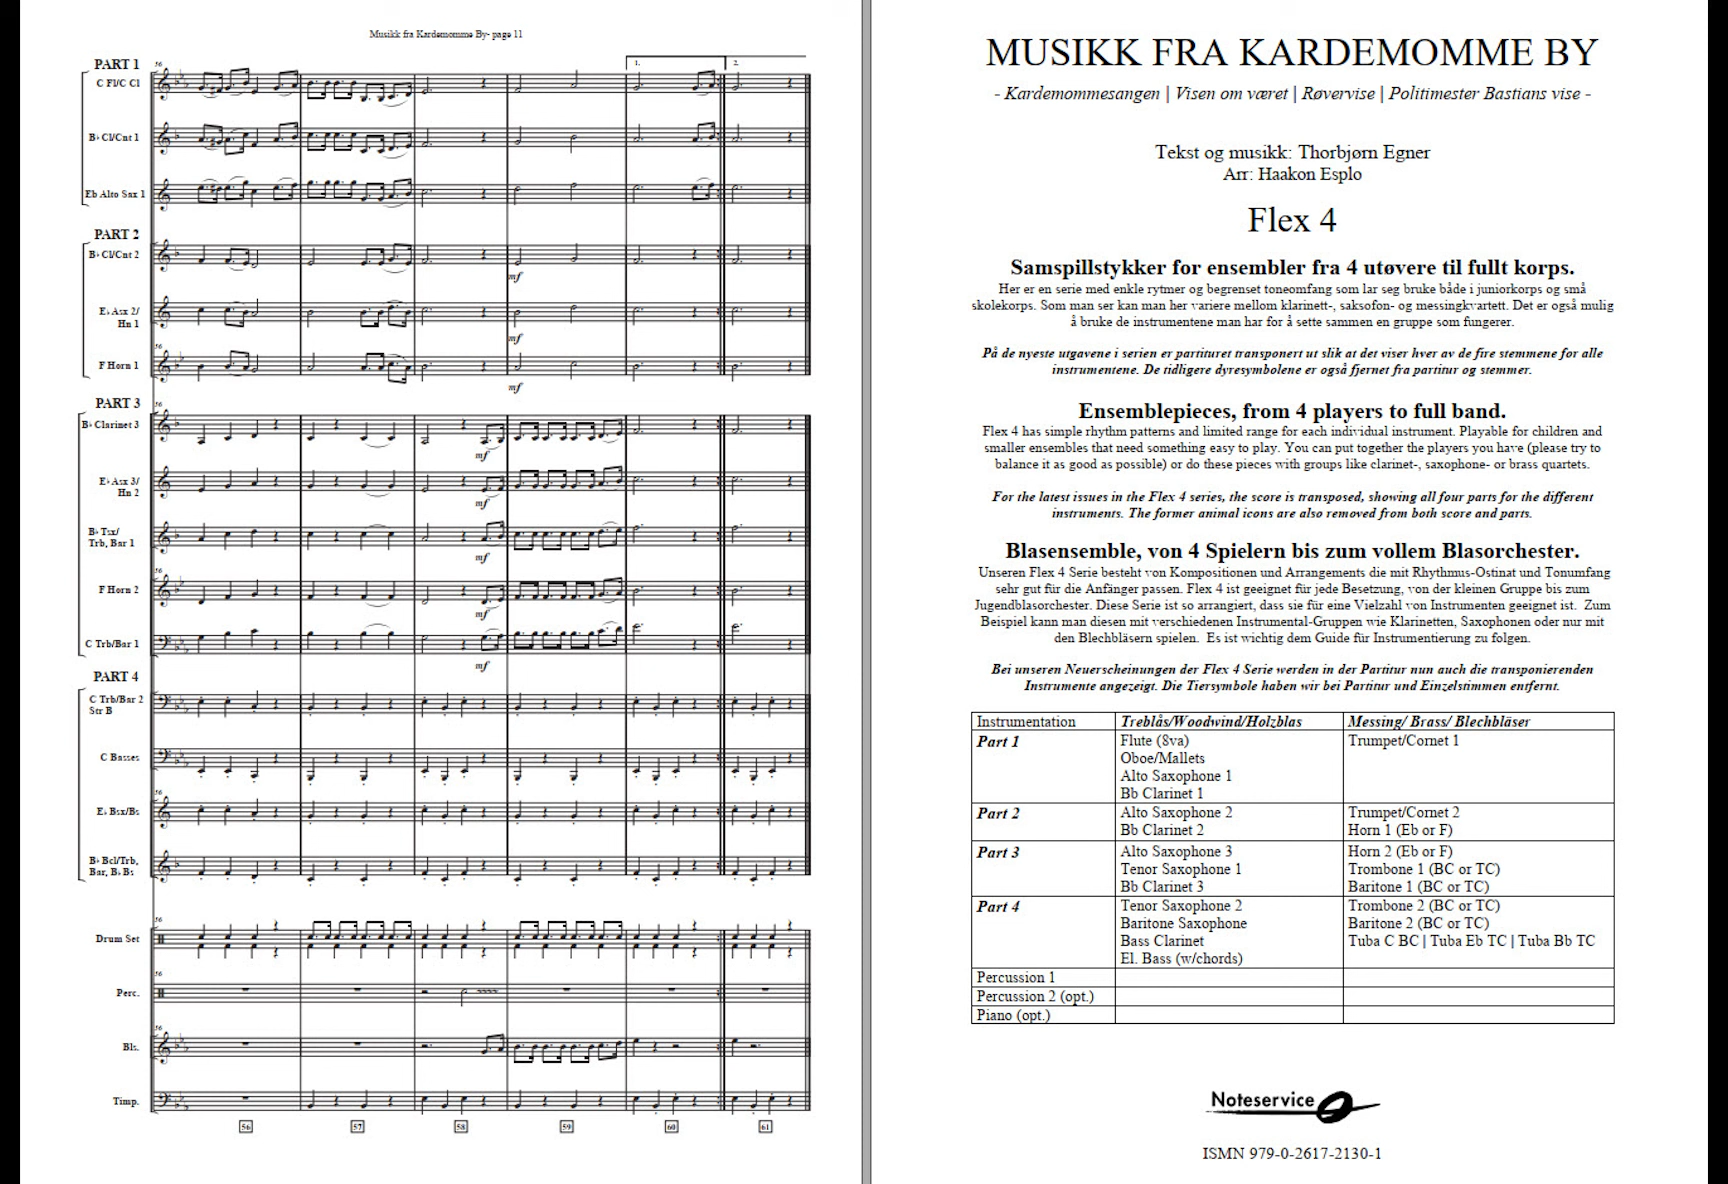 Musikk fra Kardemomme By- page 11
PART 1
56
1.
2.
C Fl/C Cl
B♭ Cl/Cnt 1
Eb Alto Sax 1
PART 2
B♭ Cl/Cnt 2
mf
E♭ Asx 2/
Hn 1
mf
56
F Horn 1
mf
PART 3
56
B♭ Clarinet 3
mf
E♭ Asx 3/
Hn 2
mf
B♭ Tsx/
Trb, Bar 1
mf
56
F Horn 2
mf
C Trb/Bar 1
mf
PART 4
C Trb/Bar 2
Str B
C Basses
56
E♭ Bsx/Bs
B♭ Bcl/Trb,
Bar, B♭ Bs
56
Drum Set
56
Perc.
56
Bls.
Timp.
56
57
58
59
60
61
MUSIKK FRA KARDEMOMME BY
- Kardemommesangen | Visen om været | Røvervise | Politimester Bastians vise -
Tekst og musikk: Thorbjørn Egner
Arr: Haakon Esplo
Flex 4
Samspillstykker for ensembler fra 4 utøvere til fullt korps.
Her er en serie med enkle rytmer og begrenset toneomfang som lar seg bruke både i juniorkorps og små
skolekorps. Som man ser kan man her variere mellom klarinett-, saksofon- og messingkvartett. Det er også mulig
å bruke de instrumentene man har for å sette sammen en gruppe som fungerer.
På de nyeste utgavene i serien er partituret transponert ut slik at det viser hver av de fire stemmene for alle
instrumentene. De tidligere dyresymbolene er også fjernet fra partitur og stemmer.
Ensemblepieces, from 4 players to full band.
Flex 4 has simple rhythm patterns and limited range for each individual instrument. Playable for children and
smaller ensembles that need something easy to play. You can put together the players you have (please try to
balance it as good as possible) or do these pieces with groups like clarinet-, saxophone- or brass quartets.
For the latest issues in the Flex 4 series, the score is transposed, showing all four parts for the different
instruments. The former animal icons are also removed from both score and parts.
Blasensemble, von 4 Spielern bis zum vollem Blasorchester.
Unseren Flex 4 Serie besteht von Kompositionen und Arrangements die mit Rhythmus-Ostinat und Tonumfang
sehr gut für die Anfänger passen. Flex 4 ist geeignet für jede Besetzung, von der kleinen Gruppe bis zum
Jugendblasorchester. Diese Serie ist so arrangiert, dass sie für eine Vielzahl von Instrumenten geeignet ist. Zum
Beispiel kann man diesen mit verschiedenen Instrumental-Gruppen wie Klarinetten, Saxophonen oder nur mit
den Blechbläsern spielen. Es ist wichtig dem Guide für Instrumentierung zu folgen.
Bei unseren Neuerscheinungen der Flex 4 Serie werden in der Partitur nun auch die transponierenden
Instrumente angezeigt. Die Tiersymbole haben wir bei Partitur und Einzelstimmen entfernt.
Instrumentation Treblås/Woodwind/Holzblas Messing/ Brass/ Blechbläser
Part 1 Flute (8va) Trumpet/Cornet 1
Oboe/Mallets
Alto Saxophone 1
Bb Clarinet 1
Part 2 Alto Saxophone 2 Trumpet/Cornet 2
Bb Clarinet 2 Horn 1 (Eb or F)
Part 3 Alto Saxophone 3 Horn 2 (Eb or F)
Tenor Saxophone 1 Trombone 1 (BC or TC)
Bb Clarinet 3 Baritone 1 (BC or TC)
Part 4 Tenor Saxophone 2 Trombone 2 (BC or TC)
Baritone Saxophone Baritone 2 (BC or TC)
Bass Clarinet Tuba C BC | Tuba Eb TC | Tuba Bb TC
El. Bass (w/chords)
Percussion 1
Percussion 2 (opt.)
Piano (opt.)
Noteservice
ISMN 979-0-2617-2130-1